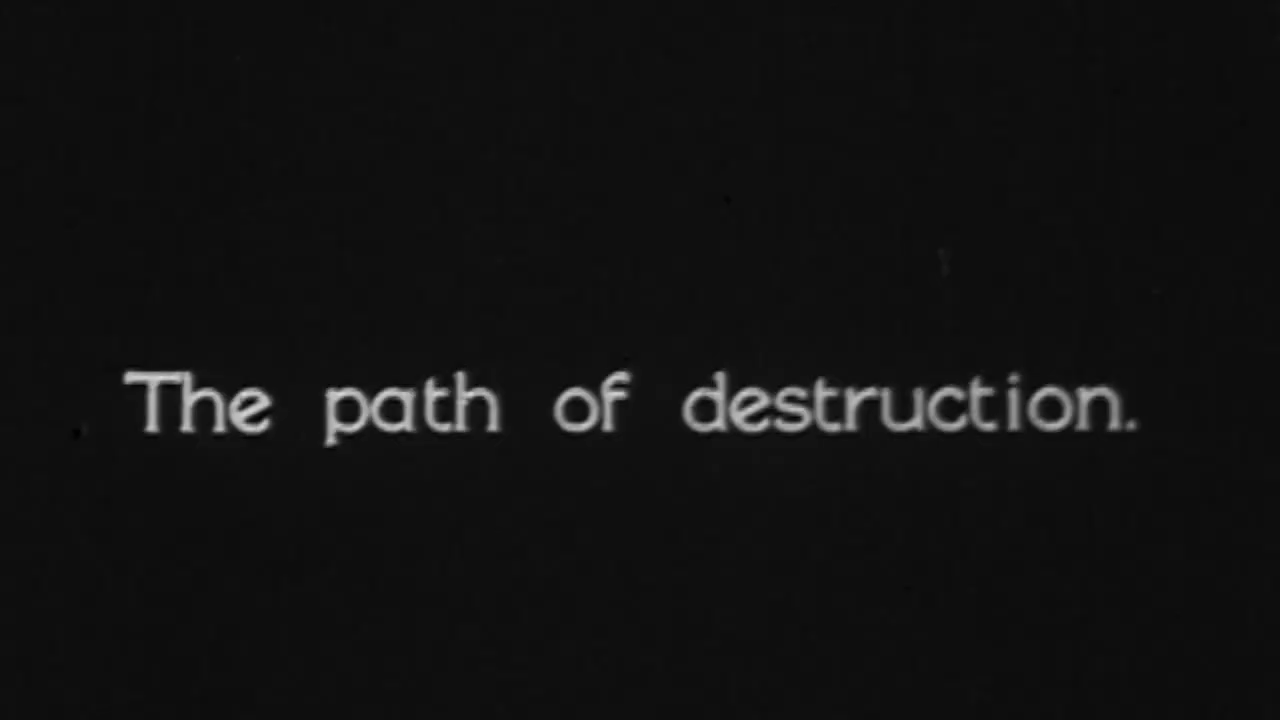 The path of destruction.